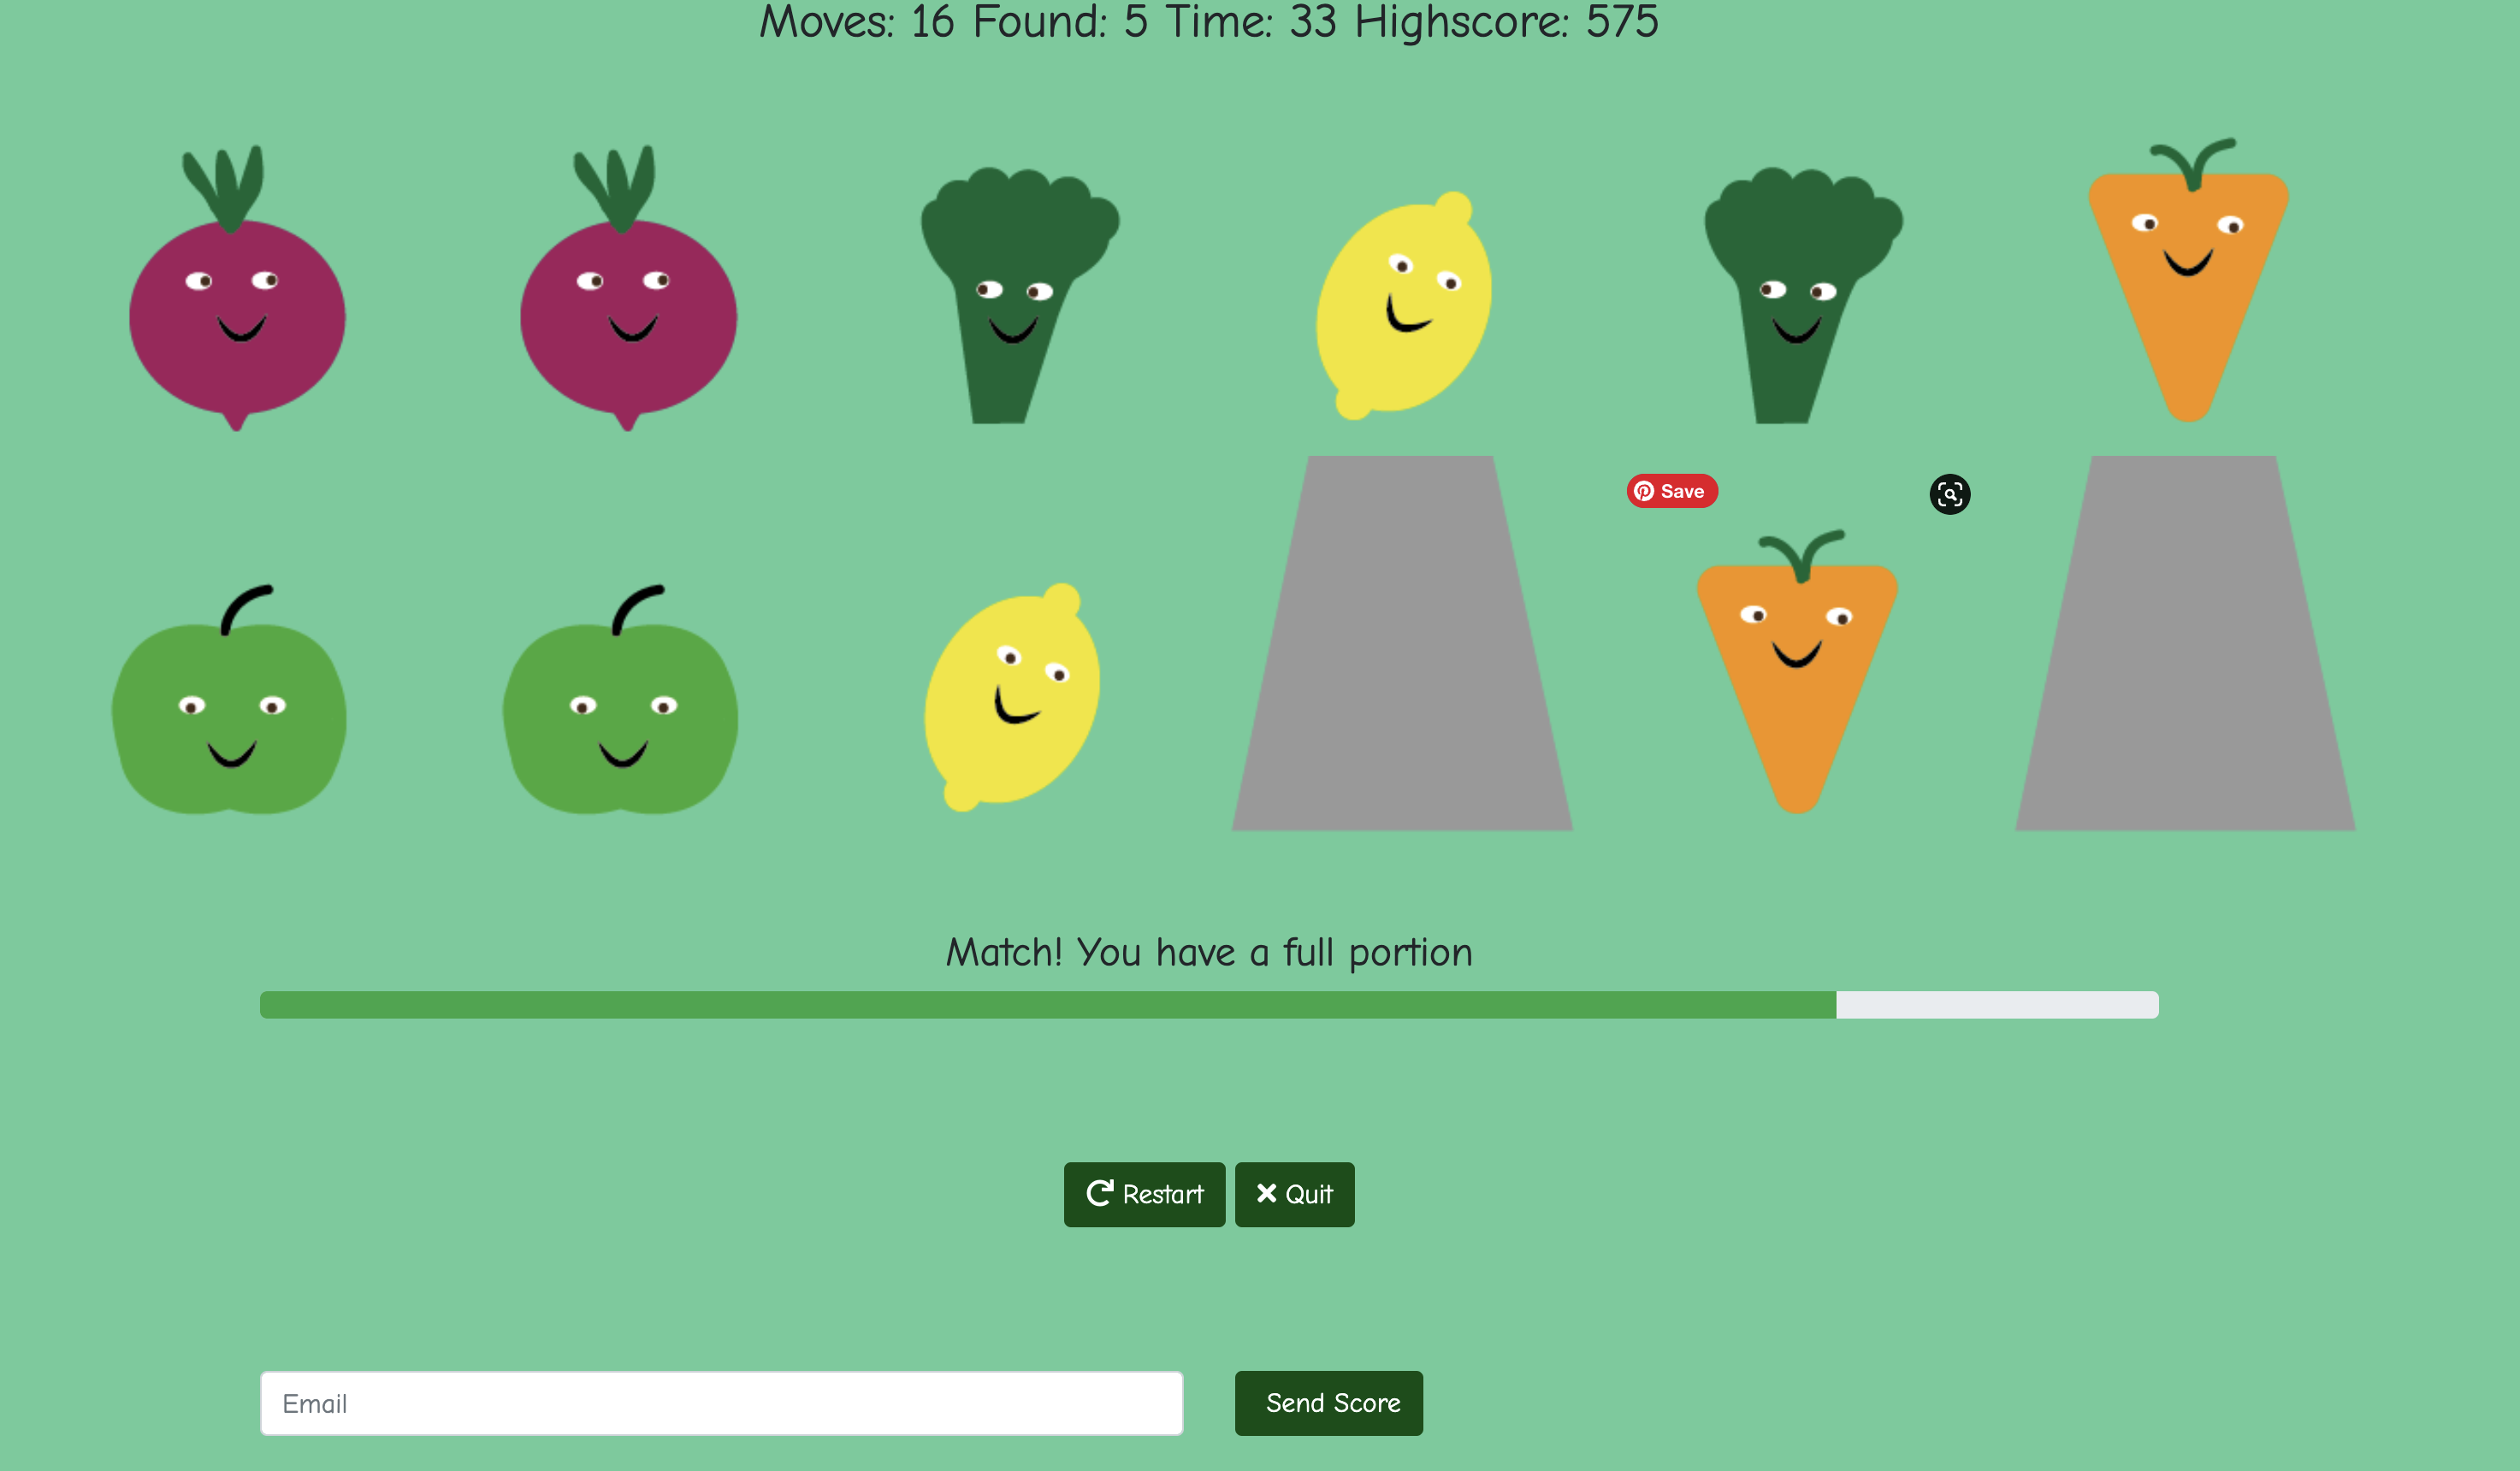 Moves: 16 Found: 5 Time: 33 Highscore: 575
Save
Match! You have a full portion
Restart
Quit
Email
Send Score